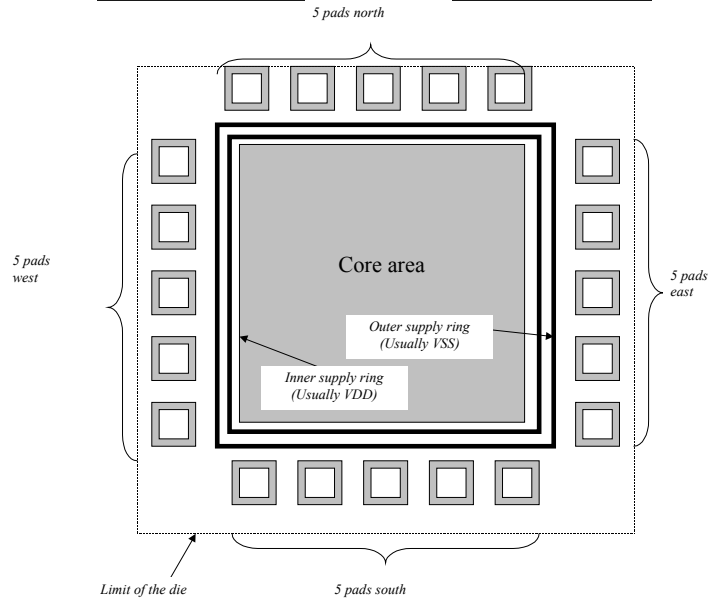 5 pads north
5 pads
west
Core area
5 pads
east
Outer supply ring
(Usually VSS)
Inner supply ring
(Usually VDD)
Limit of the die
5 pads south